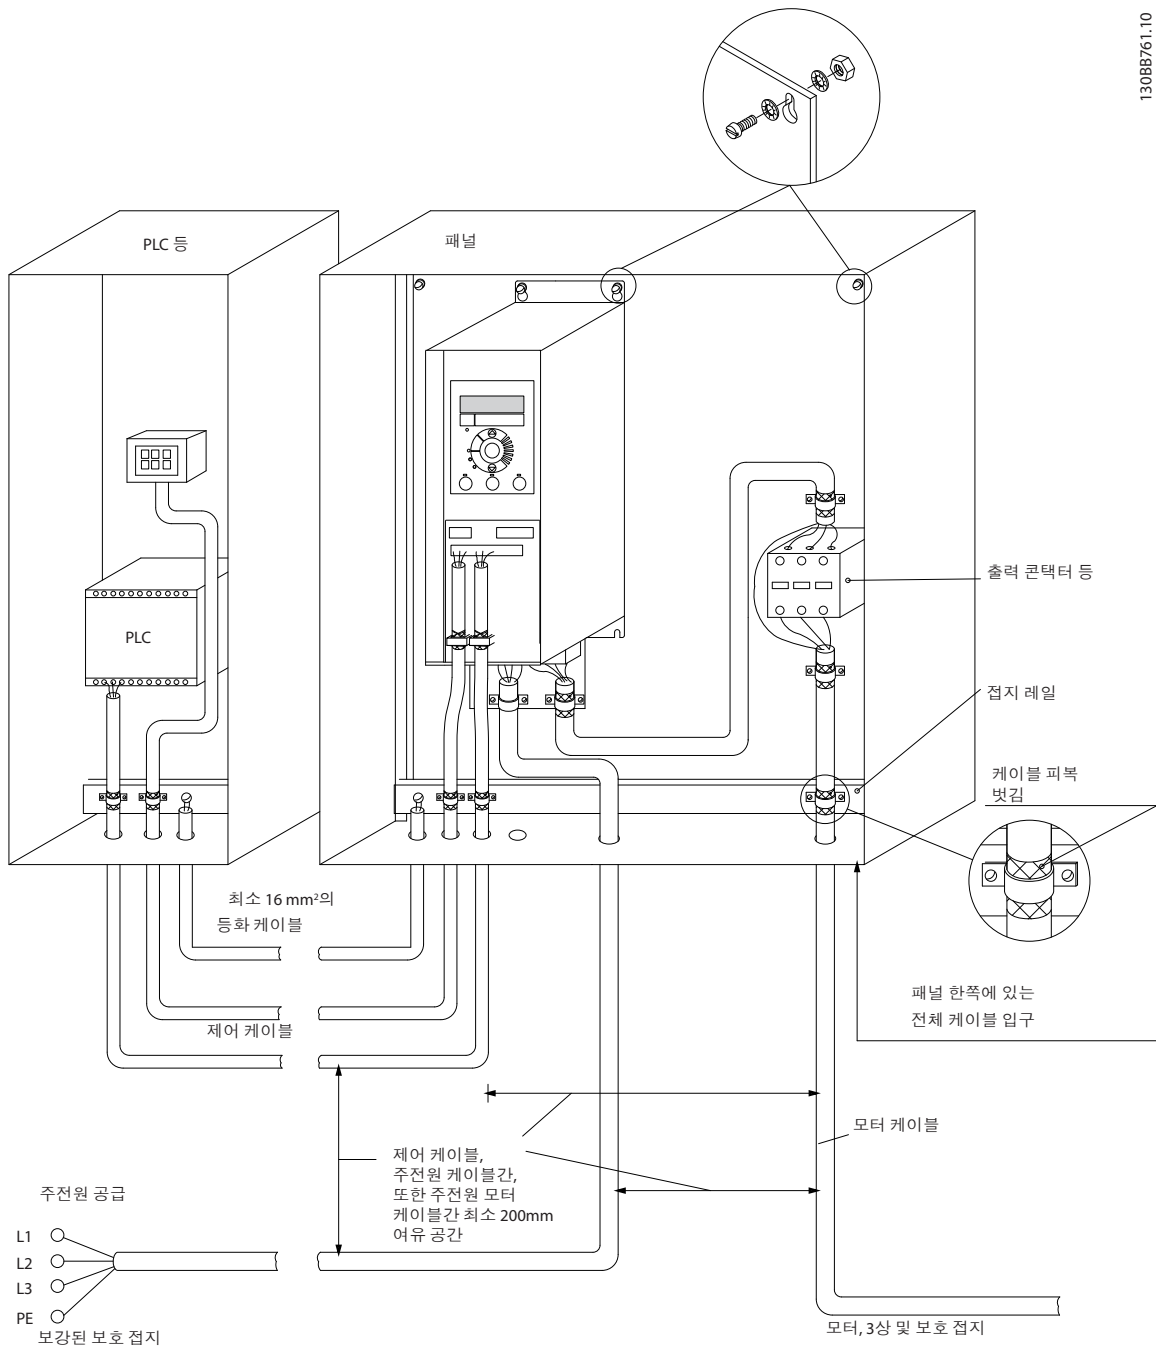 130BB761.10
PLC 등
패널
출력 콘택터 등
PLC
접지 레일
케이블 피복
벗김
최소 16 mm²의
등화 케이블
패널 한쪽에 있는
전체 케이블 입구
제어 케이블
모터 케이블
제어 케이블,
주전원 케이블간,
또한 주전원 모터
케이블간 최소 200mm
여유 공간
주전원 공급
L1
L2
L3
PE
보강된 보호 접지
모터, 3상 및 보호 접지